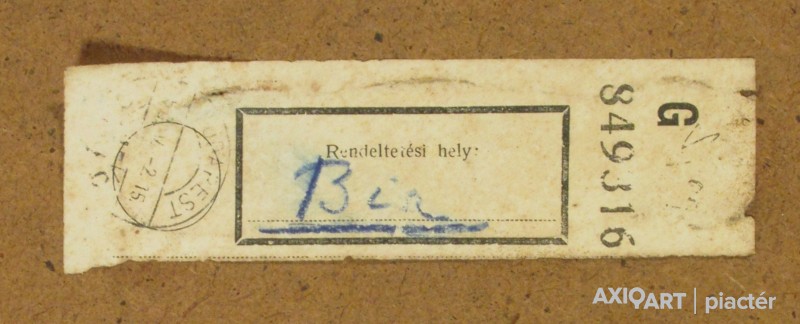 Rendeltetési hely:
Bia
G
849316
AXIOART | piactér